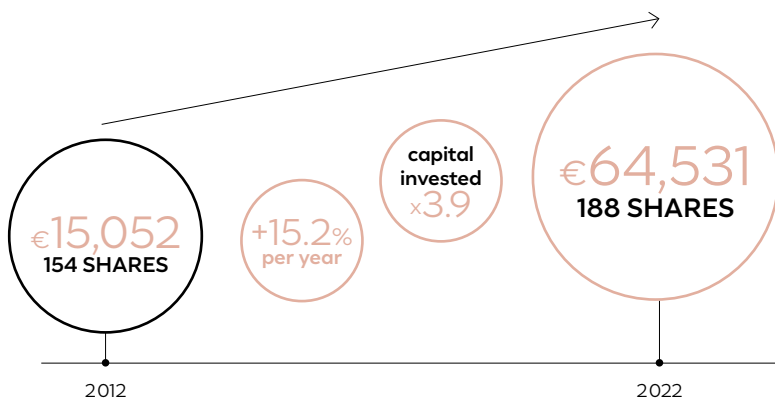 €15,052
154 SHARES
+15.2%
per year
capital
invested
x3.9
€64,531
188 SHARES
2012
2022